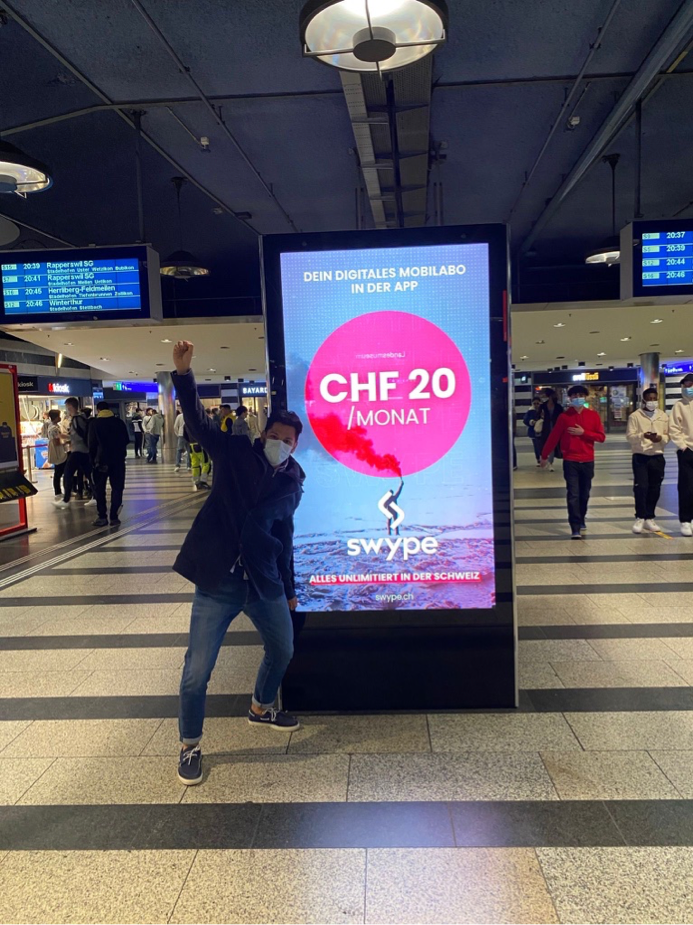 DEIN DIGITALES MOBILABO
IN DER APP
CHF 20
/MONAT
swype
ALLES UNLIMITIERT IN DER SCHWEIZ
swype.ch
20:39 Rapperswil SG
20:41 Rapperswil SG
20:45 Herrliberg-Feldmeilen
20:46 Winterthur
20:37
20:39
20:44
20:46
kiosk
BAYARD